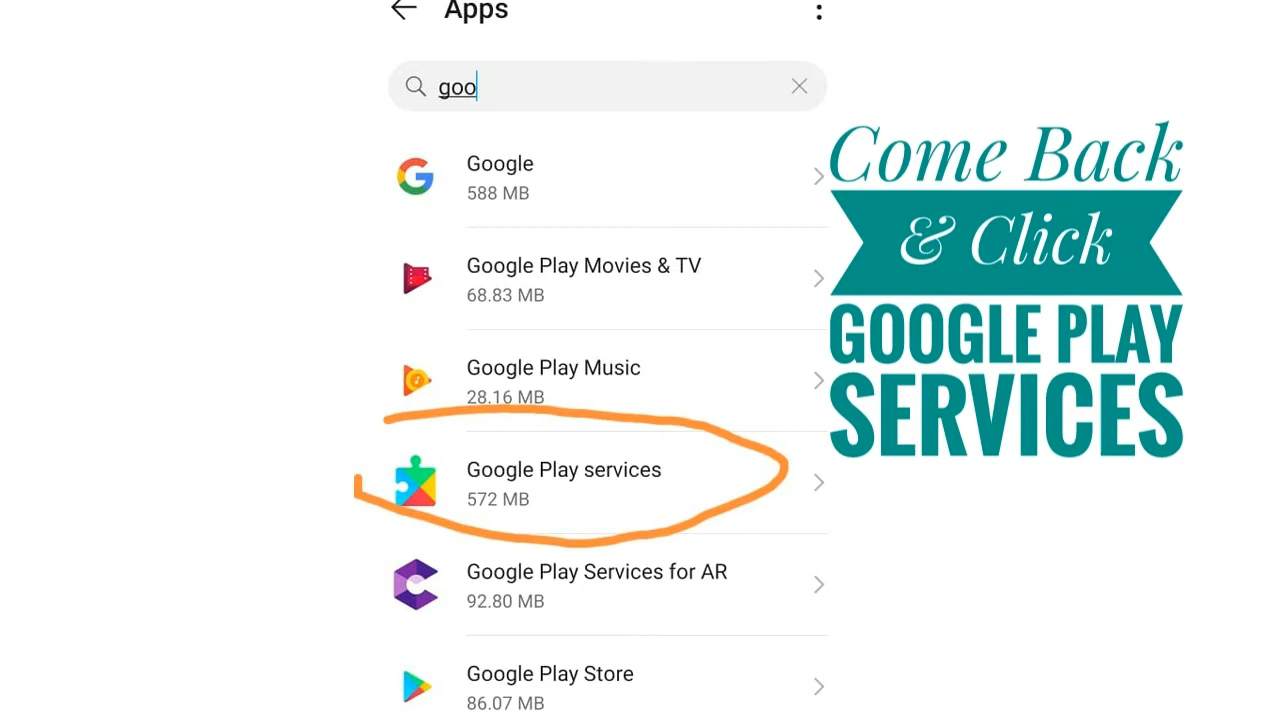 Apps
goo
Google
588 MB
Google Play Movies & TV
68.83 MB
Google Play Music
28.16 MB
Google Play services
572 MB
Google Play Services for AR
92.80 MB
Google Play Store
86.07 MB
Come Back
& Click
GOOGLE PLAY
SERVICES